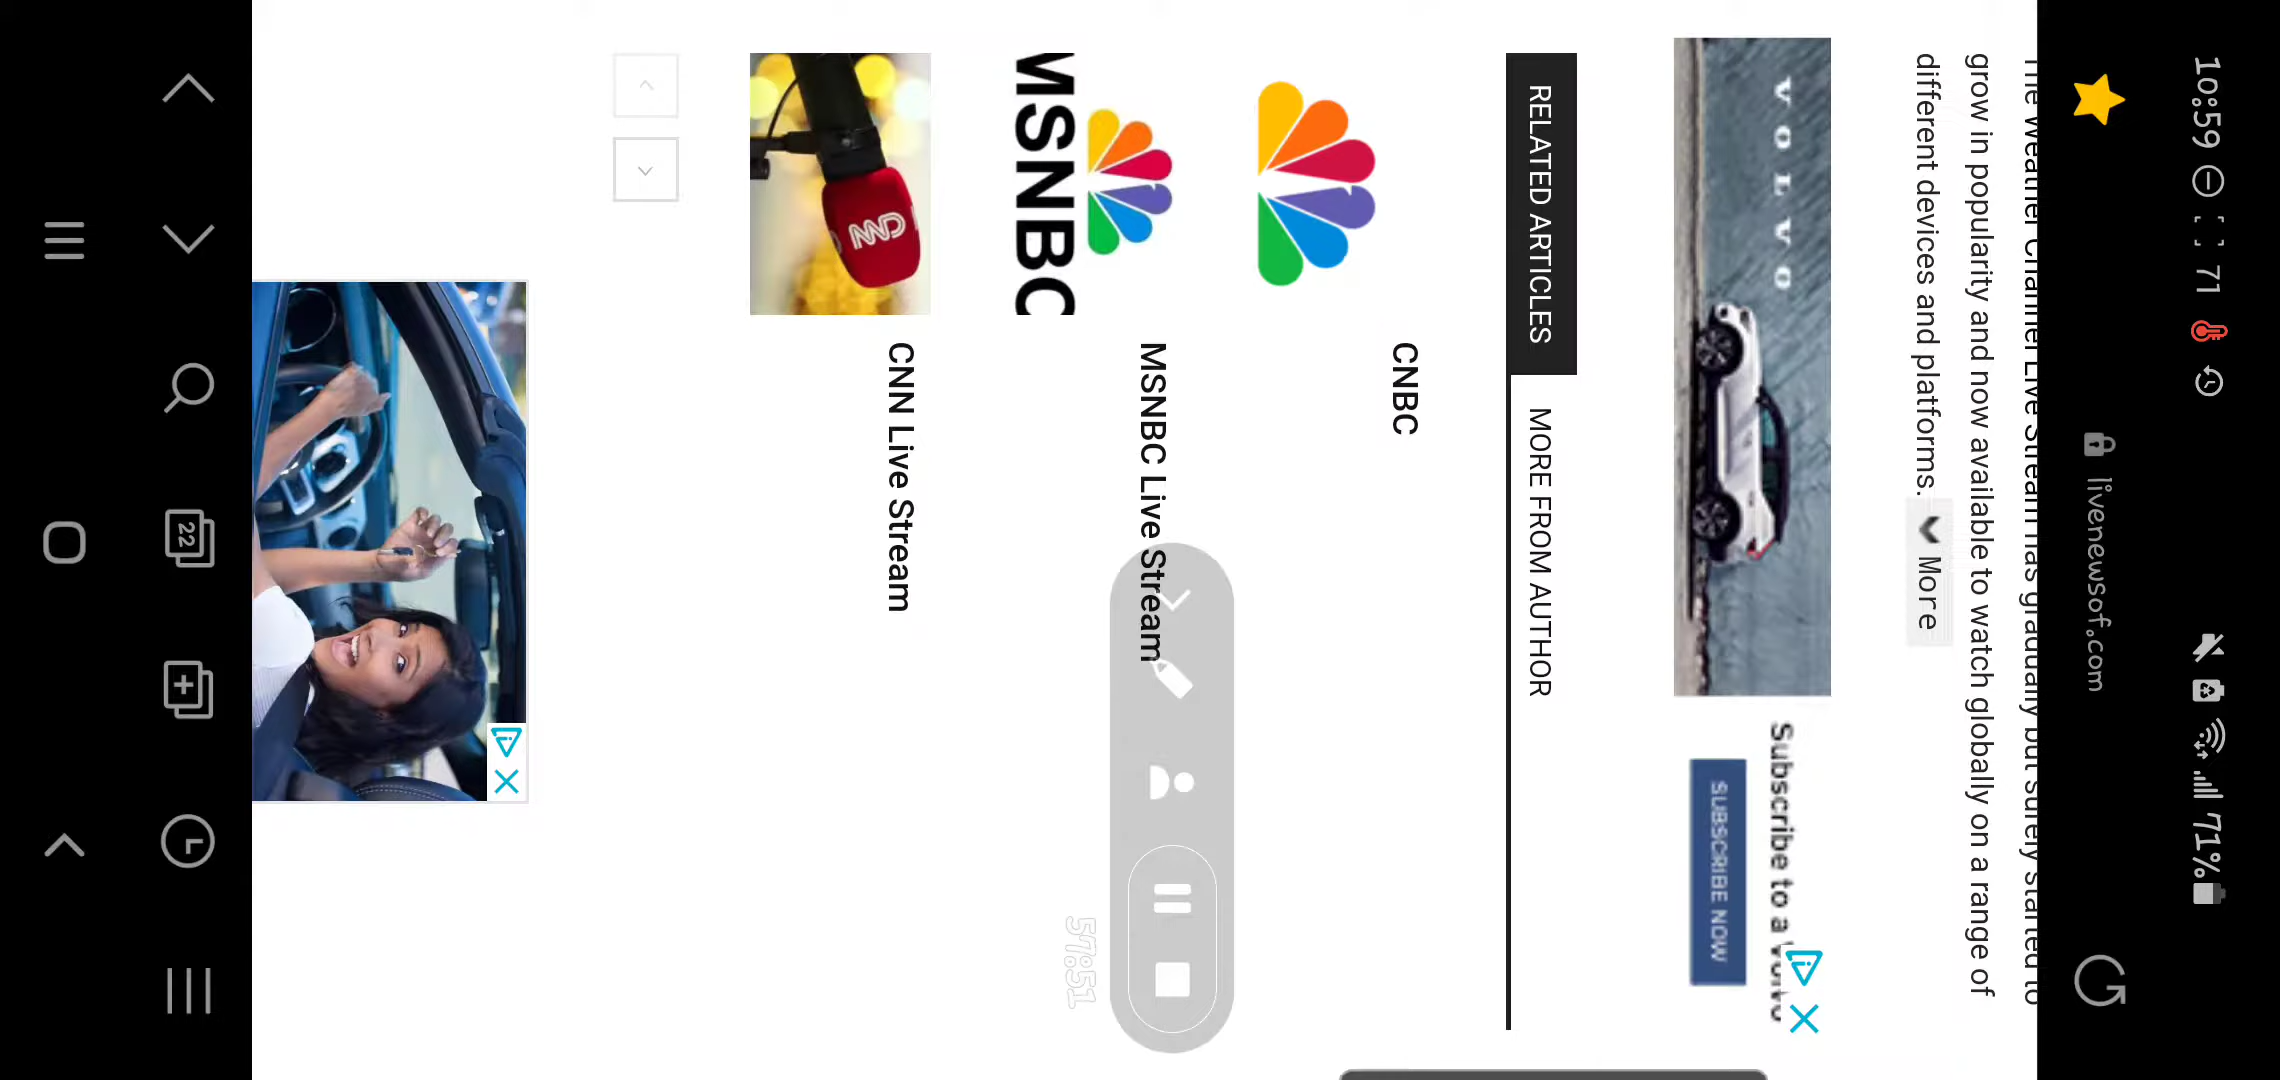 10:59 71 71%
livenewsof.com
The Weather Channel Live Stream has gradually but surely started to
grow in popularity and now available to watch globally on a range of
different devices and platforms. More
VOLVO
Subscribe to a Volvo
SUBSCRIBE NOW
RELATED ARTICLES MORE FROM AUTHOR
CNBC
MSNBC
MSNBC Live Stream
57:51
CNN
CNN Live Stream
22